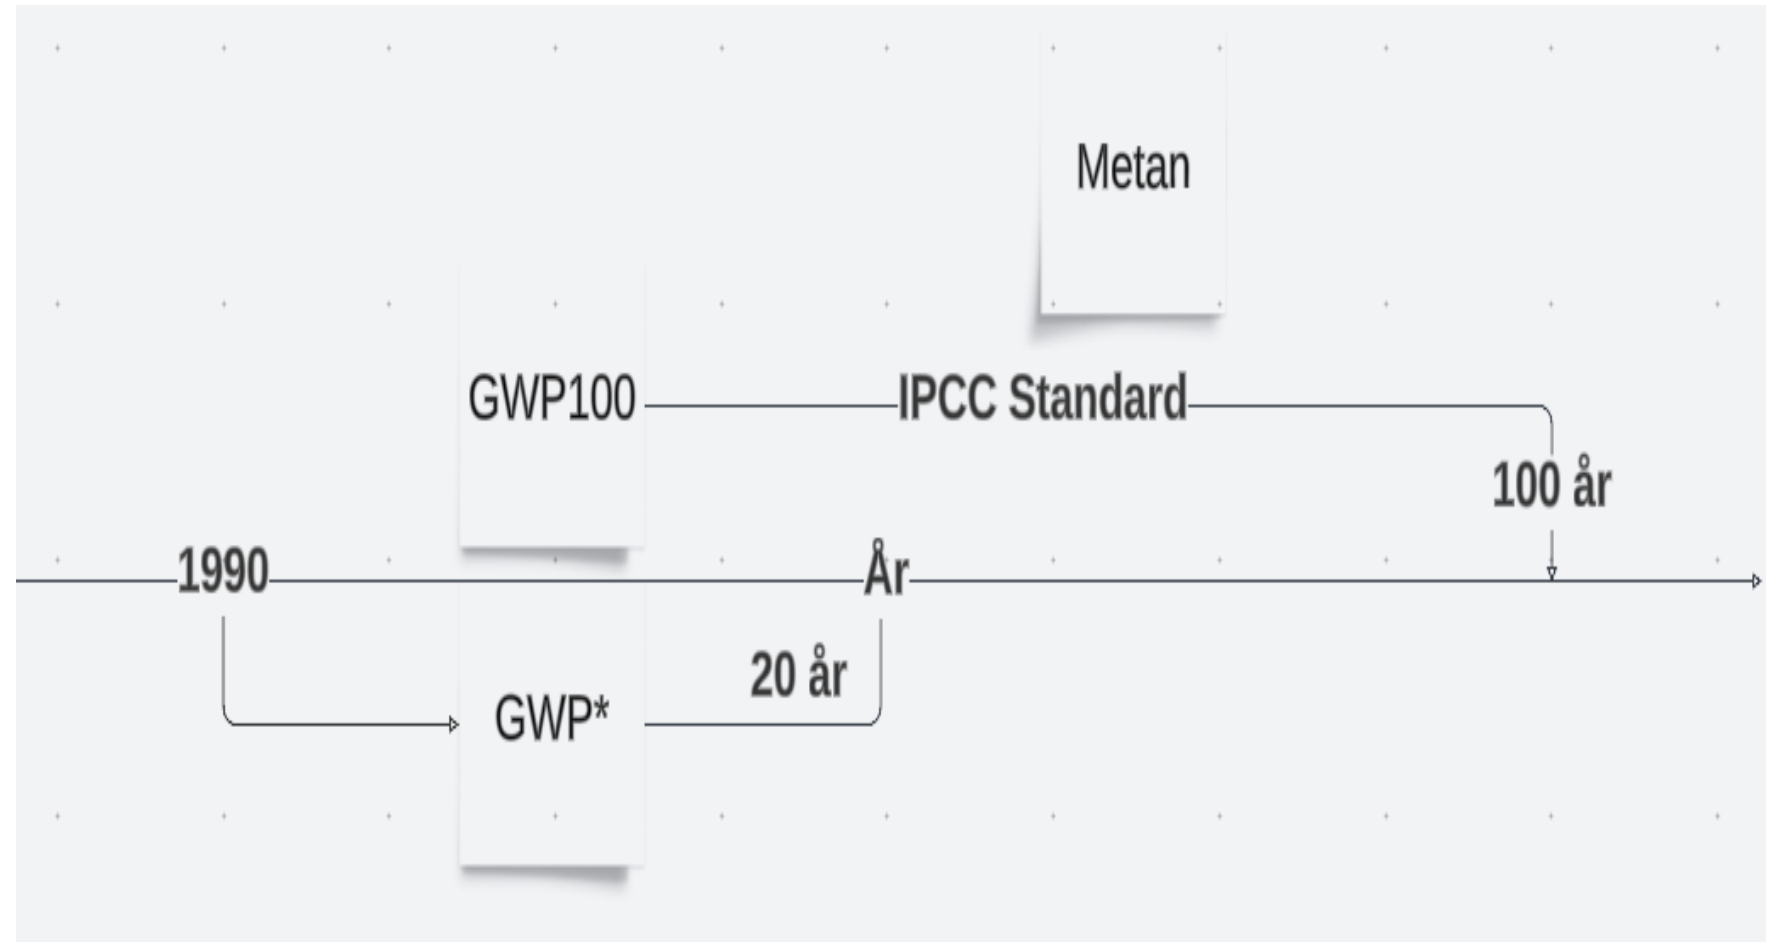 Metan
GWP100
IPCC Standard
100 år
1990
År
20 år
GWP*